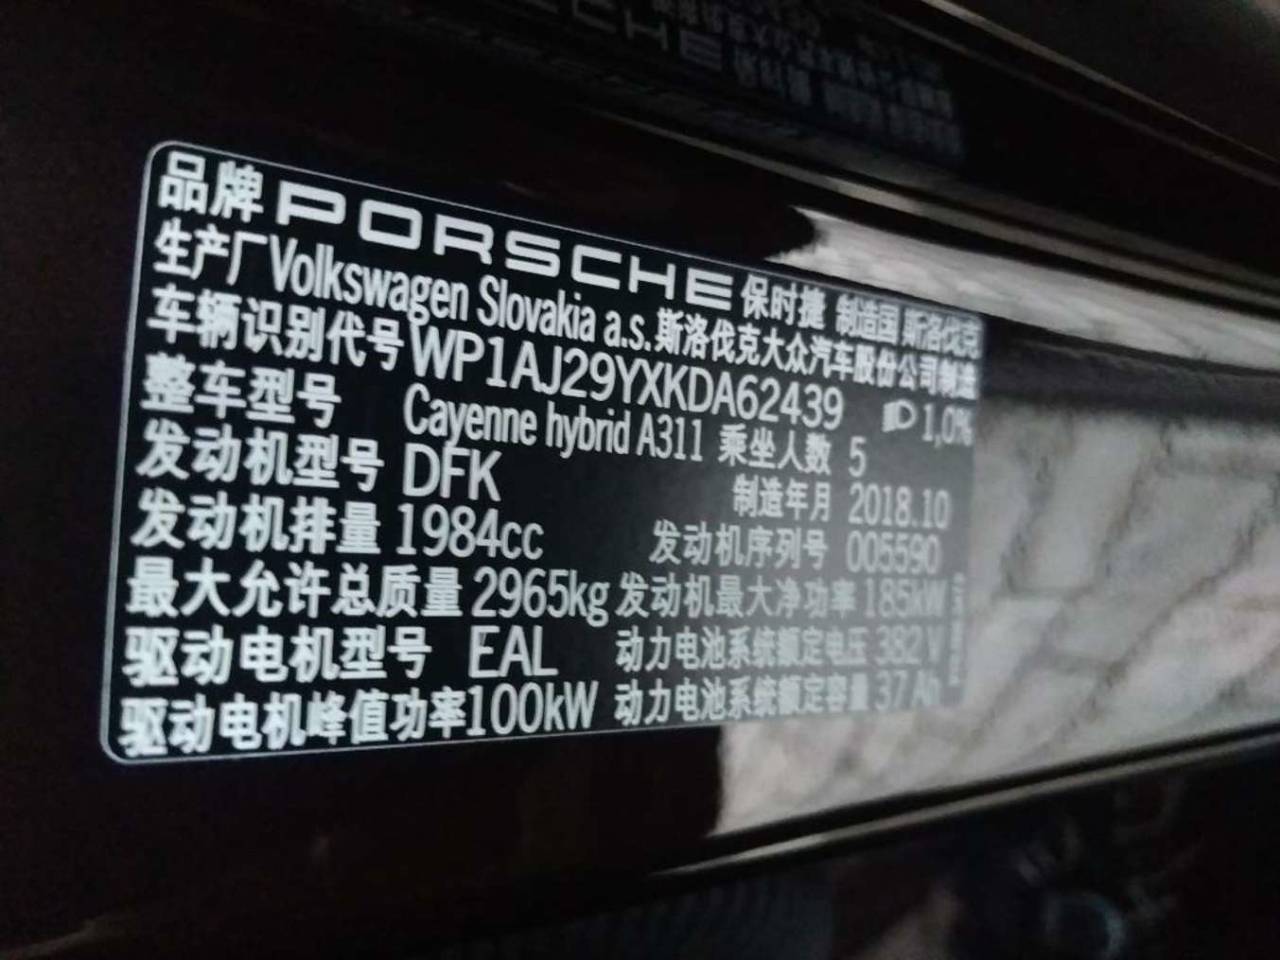 品牌 PORSCHE 保时捷 制造国 斯洛伐克
生产厂 Volkswagen Slovakia a.s. 斯洛伐克大众汽车股份公司制造
车辆识别代号 WP1AJ29YXKDA62439 1,0%
整车型号 Cayenne hybrid A311 乘坐人数 5
发动机型号 DFK 制造年月 2018.10
发动机排量 1984cc 发动机序列号 005590
最大允许总质量 2965kg 发动机最大净功率 185kW
驱动电机型号 EAL 动力电池系统额定电压 382V
驱动电机峰值功率 100kW 动力电池系统额定容量 37Ah